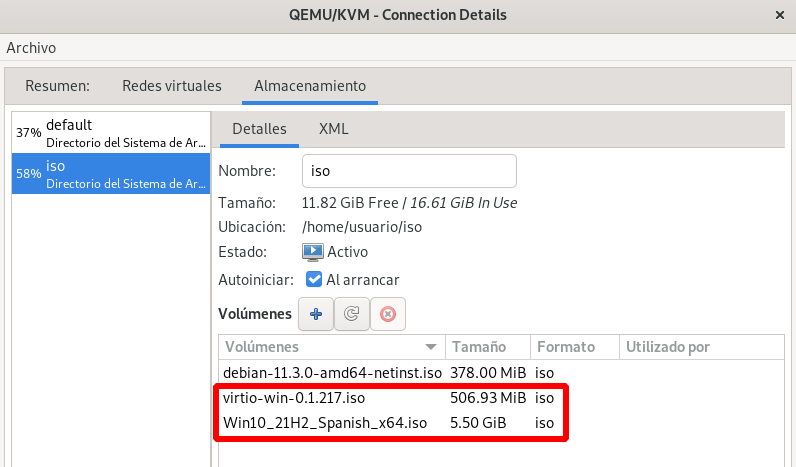 QEMU/KVM - Connection Details
Archivo
Resumen: Redes virtuales Almacenamiento
37% default
Directorio del Sistema de Ar...
58% iso
Directorio del Sistema de Ar...
Detalles XML
Nombre: iso
Tamaño: 11.82 GiB Free / 16.61 GiB In Use
Ubicación: /home/usuario/iso
Estado: Activo
Autoiniciar: Al arrancar
Volúmenes
Volúmenes Tamaño Formato Utilizado por
debian-11.3.0-amd64-netinst.iso 378.00 MiB iso
virtio-win-0.1.217.iso 506.93 MiB iso
Win10_21H2_Spanish_x64.iso 5.50 GiB iso